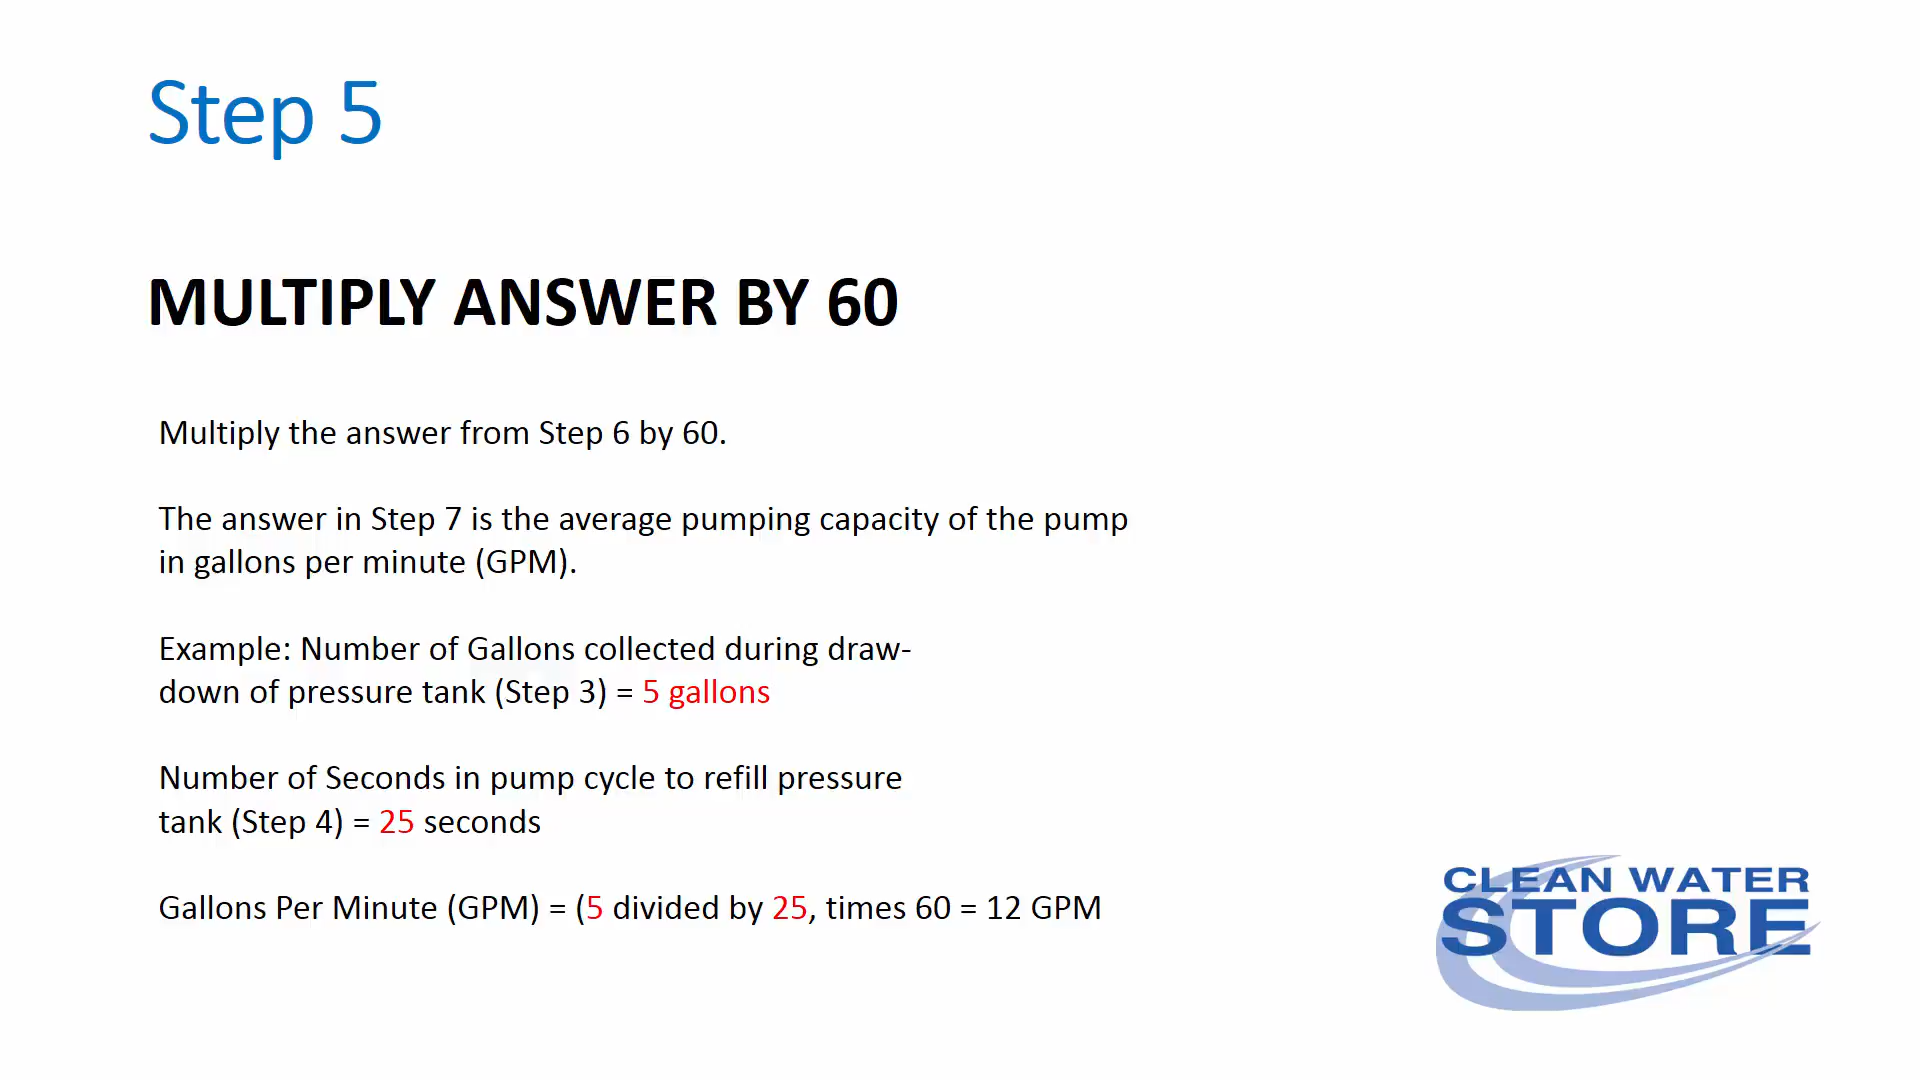 Step 5
MULTIPLY ANSWER BY 60
Multiply the answer from Step 6 by 60.
The answer in Step 7 is the average pumping capacity of the pump
in gallons per minute (GPM).
Example: Number of Gallons collected during draw-
down of pressure tank (Step 3) = 5 gallons
Number of Seconds in pump cycle to refill pressure
tank (Step 4) = 25 seconds
Gallons Per Minute (GPM) = (5 divided by 25, times 60 = 12 GPM
CLEAN WATER
STORE